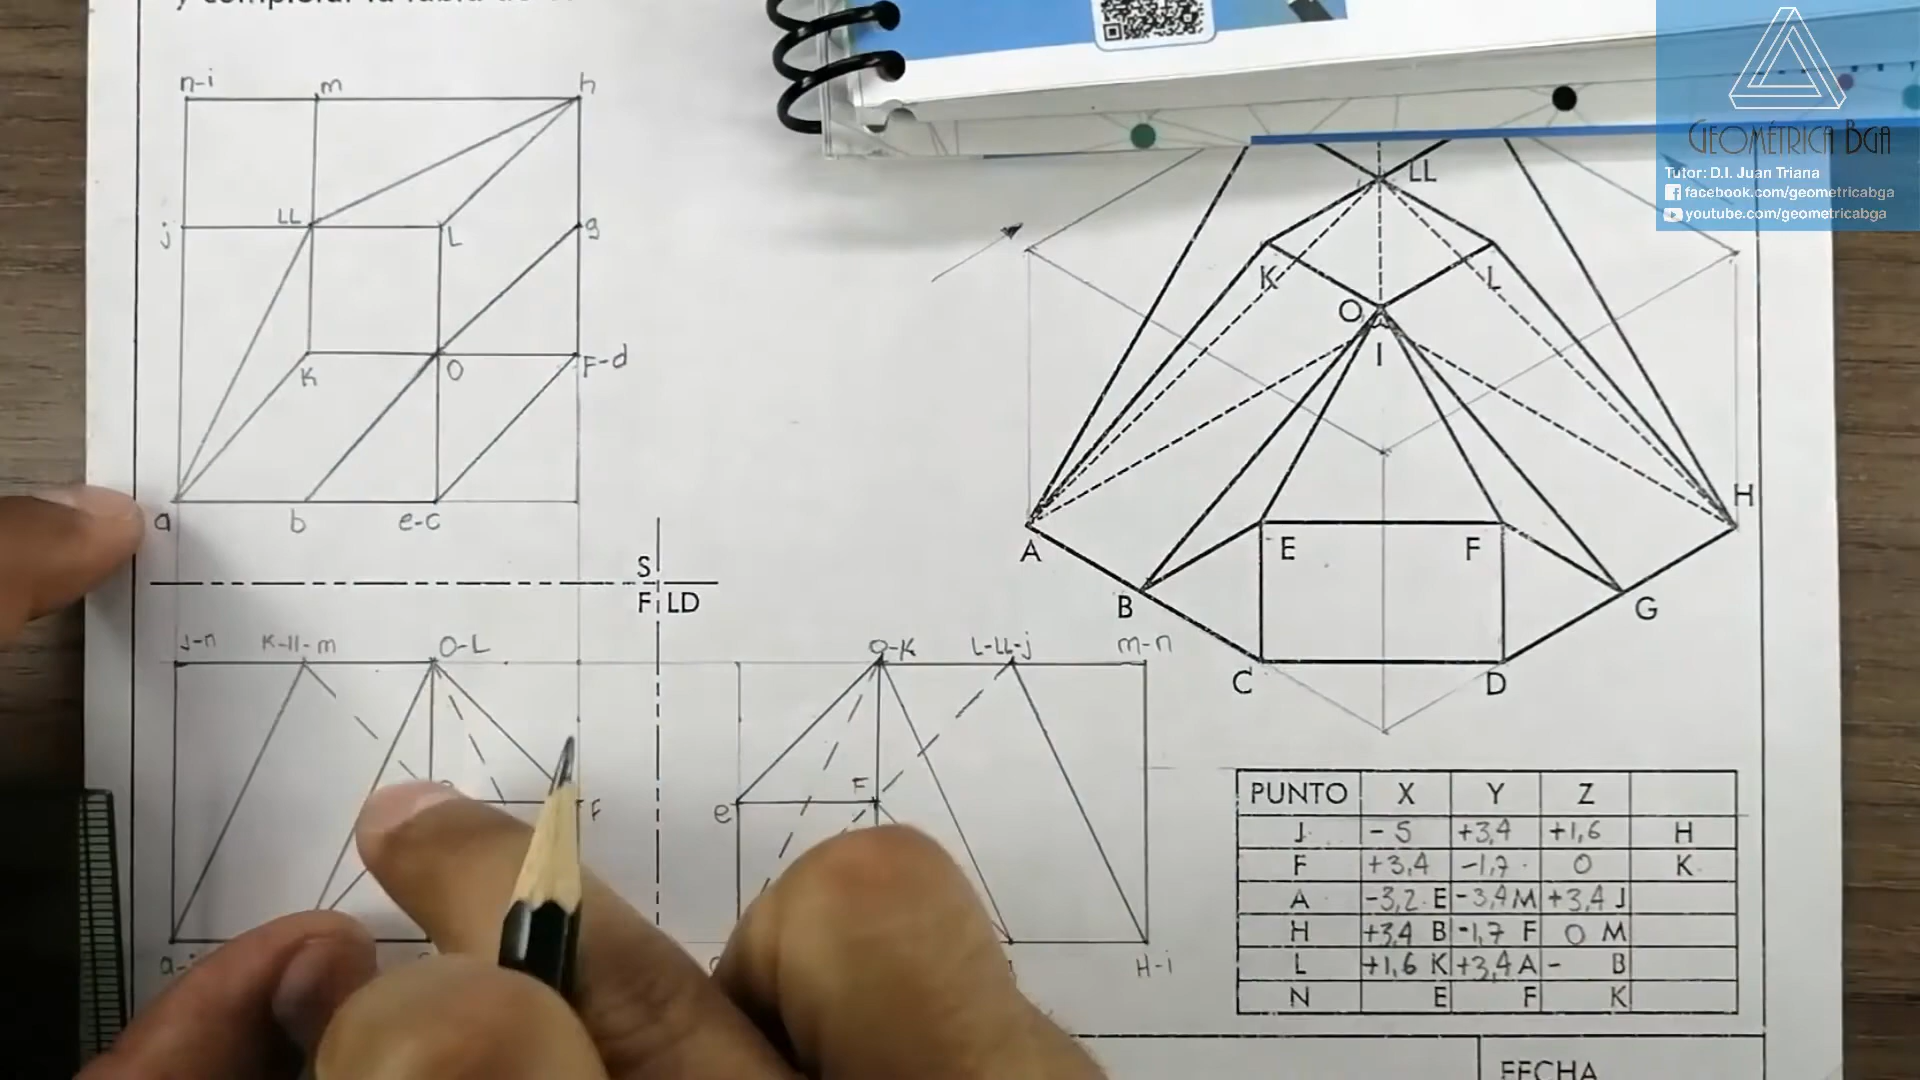 n-i m h
j LL L g
K O F-d
a b e-c
S
F LD
J-n K-ll-m O-L O-K L-LL-j m-n
F e F
H-i
LL
K L
O
I
H
A E F
B G
C D
PUNTO X Y Z
J - 5 +3,4 +1,6 H
F +3,4 -1,7 0 K
A -3,2 E -3,4 M +3,4 J
H +3,4 B -1,7 F 0 M
L +1,6 K +3,4 A - B
N E F K
FECHA
GEOMÉTRICA BGA
Tutor: D.I. Juan Triana
facebook.com/geometricabga
youtube.com/geometricabga